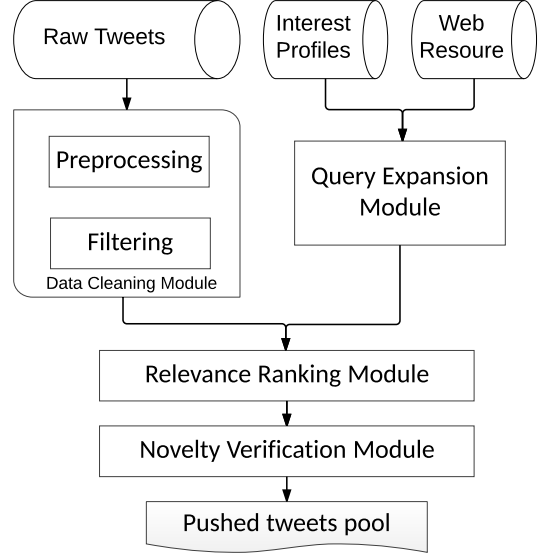 Raw Tweets
Interest
Profiles
Web
Resoure
Preprocessing
Filtering
Data Cleaning Module
Query Expansion
Module
Relevance Ranking Module
Novelty Verification Module
Pushed tweets pool